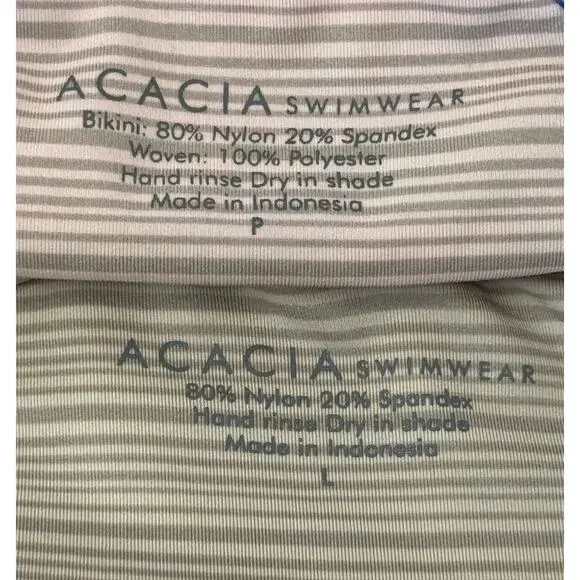 ACACIA SWIMWEAR
Bikini: 80% Nylon 20% Spandex
Woven: 100% Polyester
Hand rinse Dry in shade
Made in Indonesia
P
ACACIA SWIMWEAR
80% Nylon 20% Spandex
Hand rinse Dry in shade
Made in Indonesia
L